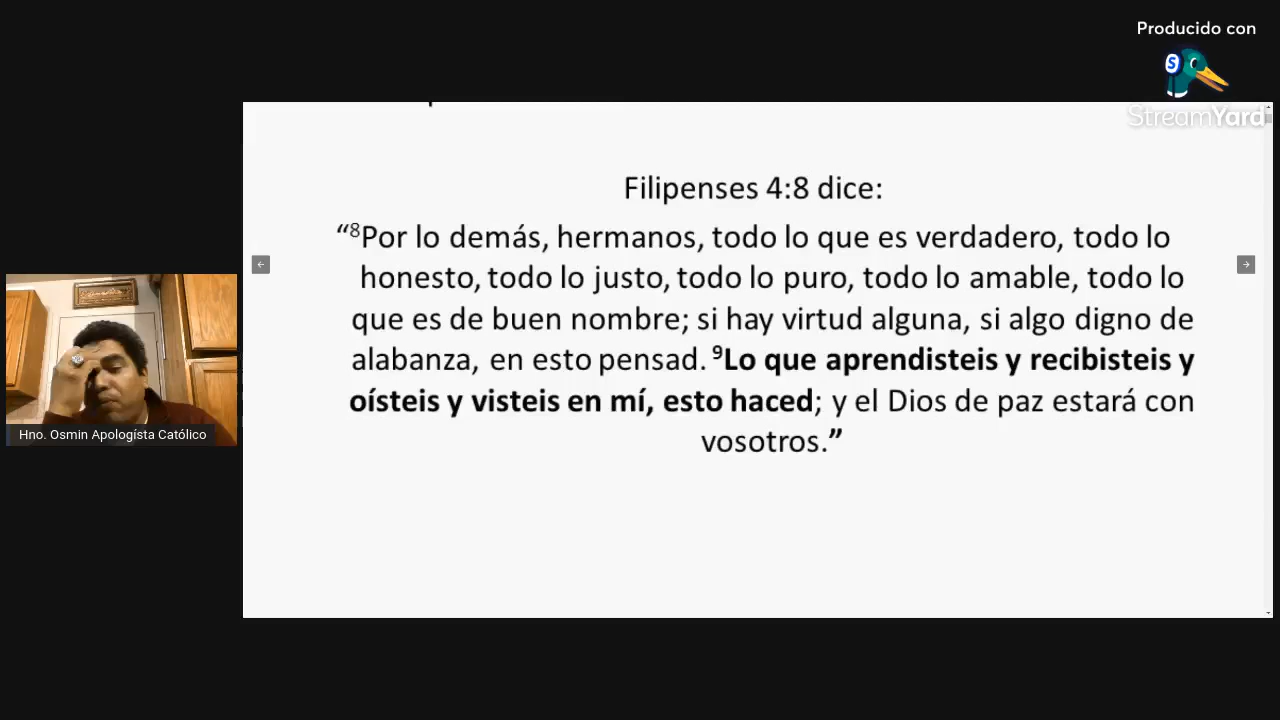 Producido con
StreamYard
Filipenses 4:8 dice:
“⁸Por lo demás, hermanos, todo lo que es verdadero, todo lo
honesto, todo lo justo, todo lo puro, todo lo amable, todo lo
que es de buen nombre; si hay virtud alguna, si algo digno de
alabanza, en esto pensad. ⁹Lo que aprendisteis y recibisteis y
oísteis y visteis en mí, esto haced; y el Dios de paz estará con
vosotros.”
Hno. Osmin Apologísta Católico